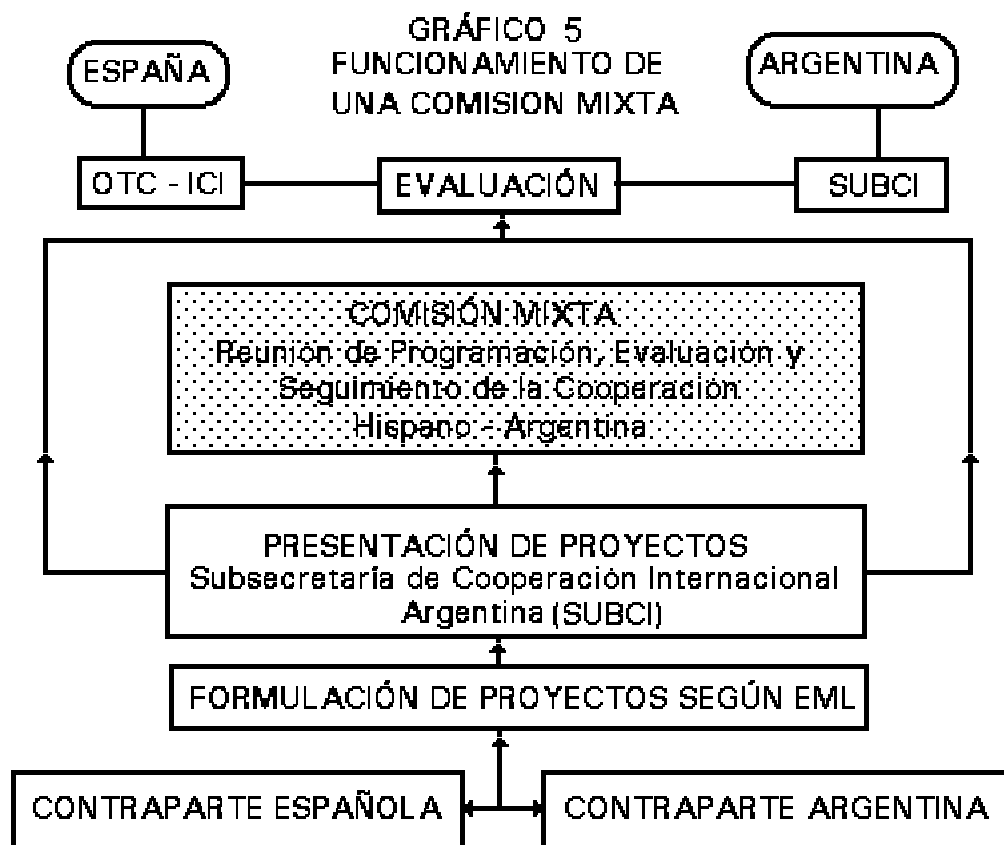 GRÁFICO 5
FUNCIONAMIENTO DE
UNA COMISION MIXTA
ESPAÑA
ARGENTINA
OTC - ICI
EVALUACIÓN
SUBCI
COMISIÓN MIXTA
Reunión de Programación, Evaluación y
Seguimiento de la Cooperación
Hispano - Argentina
PRESENTACIÓN DE PROYECTOS
Subsecretaría de Cooperación Internacional
Argentina (SUBCI)
FORMULACIÓN DE PROYECTOS SEGÚN EML
CONTRAPARTE ESPAÑOLA
CONTRAPARTE ARGENTINA